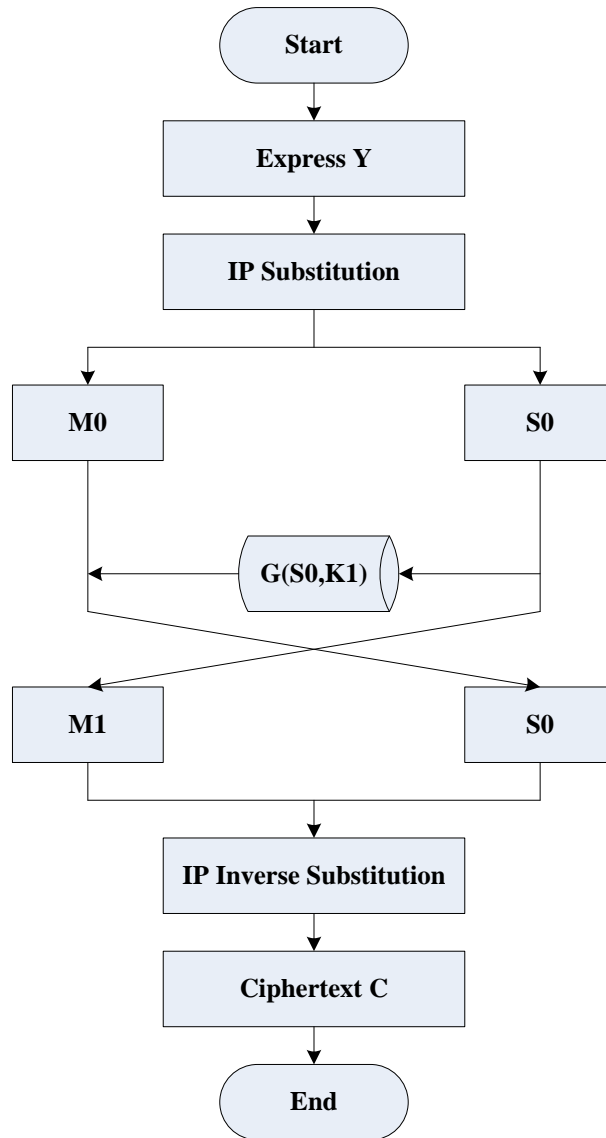 Start
Express Y
IP Substitution
M0
S0
G(S0,K1)
M1
S0
IP Inverse Substitution
Ciphertext C
End